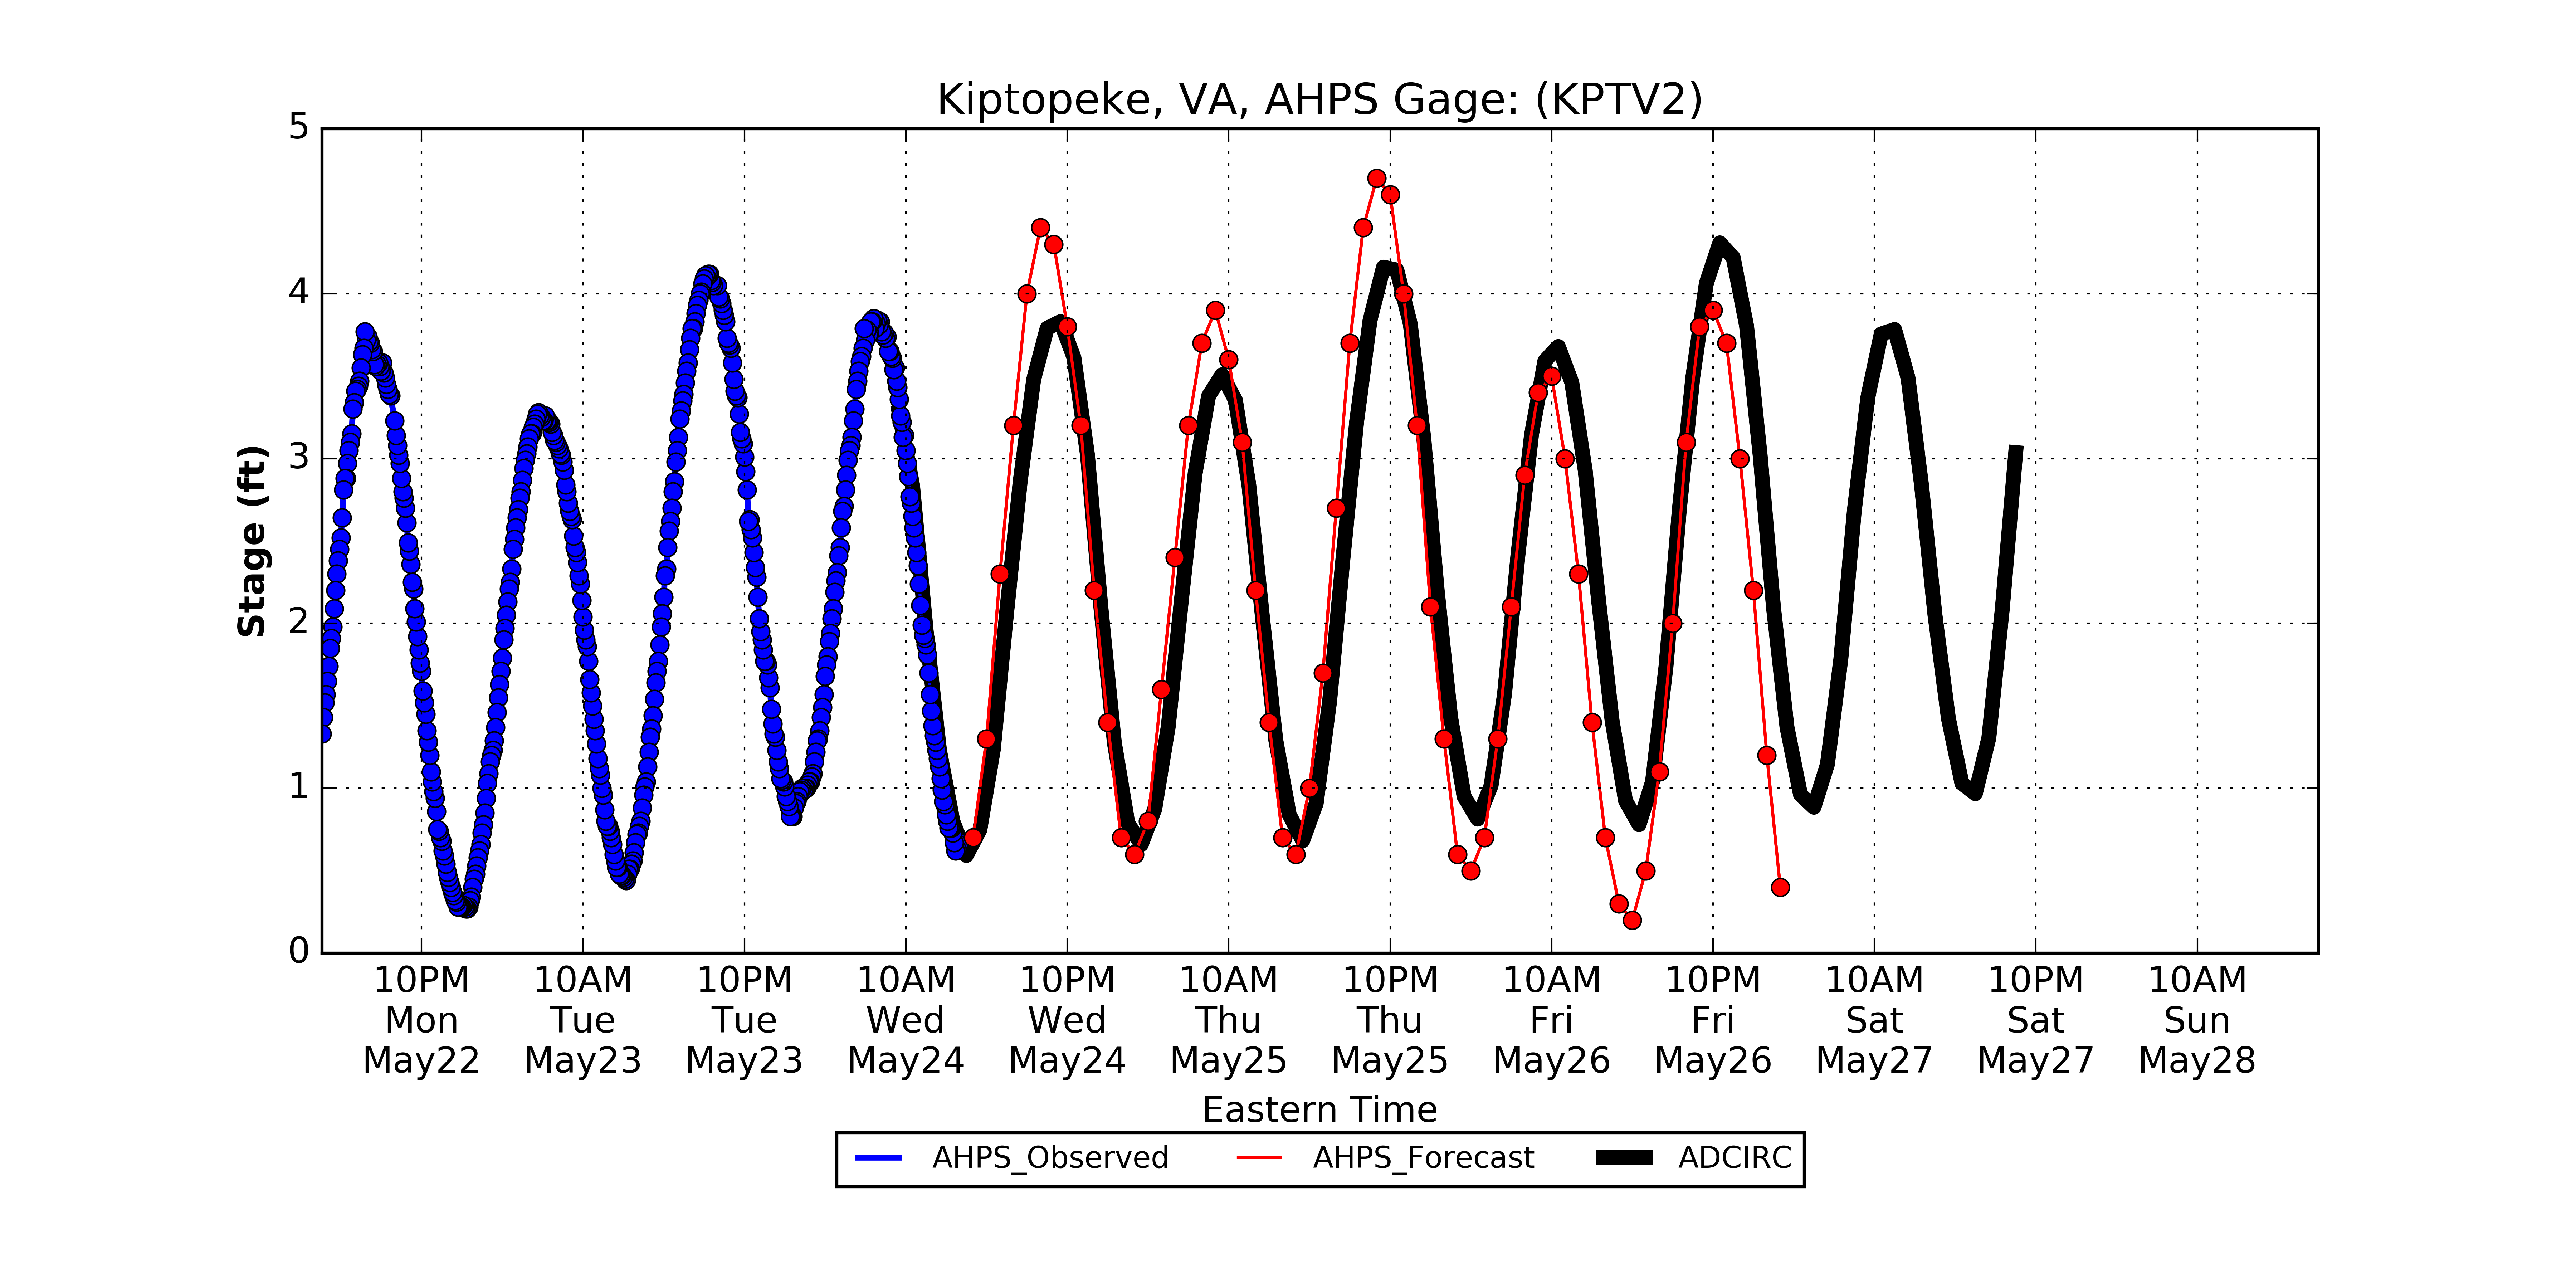 Kiptopeke, VA, AHPS Gage: (KPTV2)
5
4
3
2
1
0
Stage (ft)
10PM 10AM 10PM 10AM 10PM 10AM 10PM 10AM 10PM 10AM 10PM 10AM
Mon Tue Tue Wed Wed Thu Thu Fri Fri Sat Sat Sun
May22 May23 May23 May24 May24 May25 May25 May26 May26 May27 May27 May28
Eastern Time
AHPS_Observed AHPS_Forecast ADCIRC